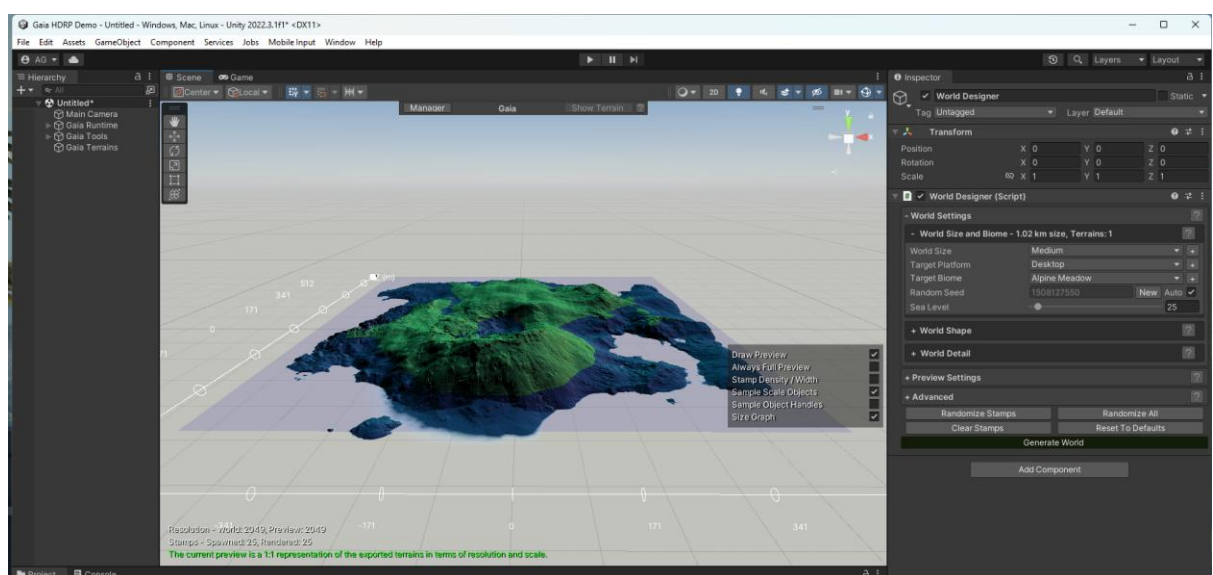 Gaia HDRP Demo - Untitled - Windows, Mac, Linux - Unity 2022.3.1f1* <DX11>
File Edit Assets GameObject Component Services Jobs Mobile Input Window Help
AG Layers Layout
Hierarchy
All
Untitled*
Main Camera
Gaia Runtime
Gaia Tools
Gaia Terrains
Scene Game
Center Local 2D
Manager Gaia Show Terrain
y
512
341
171
0
Draw Preview
Always Full Preview
Stamp Density / Width
Sample Scale Objects
Sample Object Handles
Size Graph
-171 0 171 341
Resolution - World: 2049, Preview: 2049
Stamps - Spawned: 25, Rendered: 25
The current preview is a 1:1 representation of the exported terrains in terms of resolution and scale.
Inspector
World Designer Static
Tag Untagged Layer Default
Transform
Position X 0 Y 0 Z 0
Rotation X 0 Y 0 Z 0
Scale X 1 Y 1 Z 1
World Designer (Script)
- World Settings
- World Size and Biome - 1.02 km size, Terrains: 1
World Size Medium +
Target Platform Desktop +
Target Biome Alpine Meadow +
Random Seed 1508127550 New Auto
Sea Level 25
+ World Shape
+ World Detail
+ Preview Settings
+ Advanced
Randomize Stamps Randomize All
Clear Stamps Reset To Defaults
Generate World
Add Component
Project Console